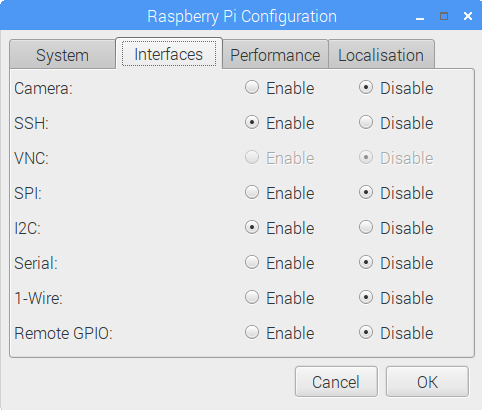 Raspberry Pi Configuration
System Interfaces Performance Localisation
Camera: Enable Disable
SSH: Enable Disable
VNC: Enable Disable
SPI: Enable Disable
I2C: Enable Disable
Serial: Enable Disable
1-Wire: Enable Disable
Remote GPIO: Enable Disable
Cancel OK